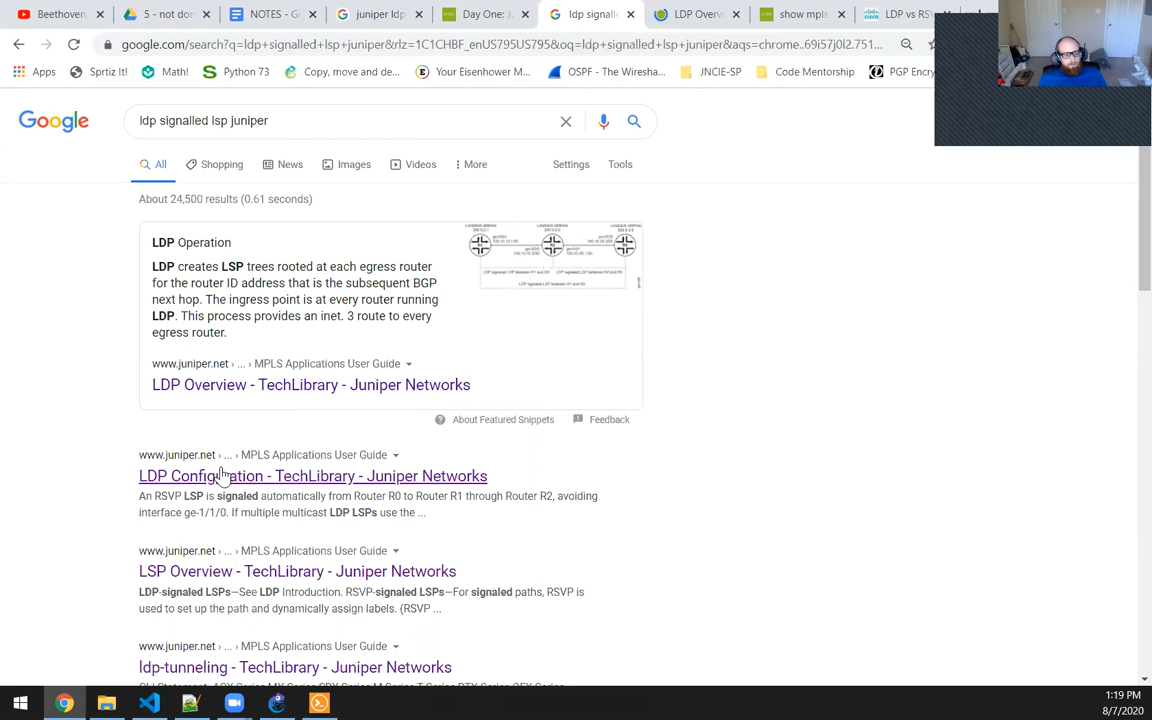 Beethoven,
5 - not don
NOTES - G
juniper ldp
Day One: J
ldp signall
LDP Overv
show mpls
LDP vs RSV
google.com/search?q=ldp+signalled+lsp+juniper&rlz=1C1CHBF_enUS795US795&oq=ldp+signalled+lsp+juniper&aqs=chrome..69i57j0l2.751...
Apps
Sprtiz It!
Math!
Python 73
Copy, move and de...
Your Eisenhower M...
OSPF - The Wiresha...
JNCIE-SP
Code Mentorship
PGP Encry
Google
ldp signalled lsp juniper
All
Shopping
News
Images
Videos
More
Settings
Tools
About 24,500 results (0.61 seconds)
LDP Operation
LDP creates LSP trees rooted at each egress router
for the router ID address that is the subsequent BGP
next hop. The ingress point is at every router running
LDP. This process provides an inet. 3 route to every
egress router.
www.juniper.net › ... › MPLS Applications User Guide
LDP Overview - TechLibrary - Juniper Networks
About Featured Snippets
Feedback
www.juniper.net › ... › MPLS Applications User Guide
LDP Configuration - TechLibrary - Juniper Networks
An RSVP LSP is signaled automatically from Router R0 to Router R1 through Router R2, avoiding
interface ge-1/1/0. If multiple multicast LDP LSPs use the ...
www.juniper.net › ... › MPLS Applications User Guide
LSP Overview - TechLibrary - Juniper Networks
LDP-signaled LSPs—See LDP Introduction. RSVP-signaled LSPs—For signaled paths, RSVP is
used to set up the path and dynamically assign labels. (RSVP ...
www.juniper.net › ... › MPLS Applications User Guide
ldp-tunneling - TechLibrary - Juniper Networks
1:19 PM
8/7/2020